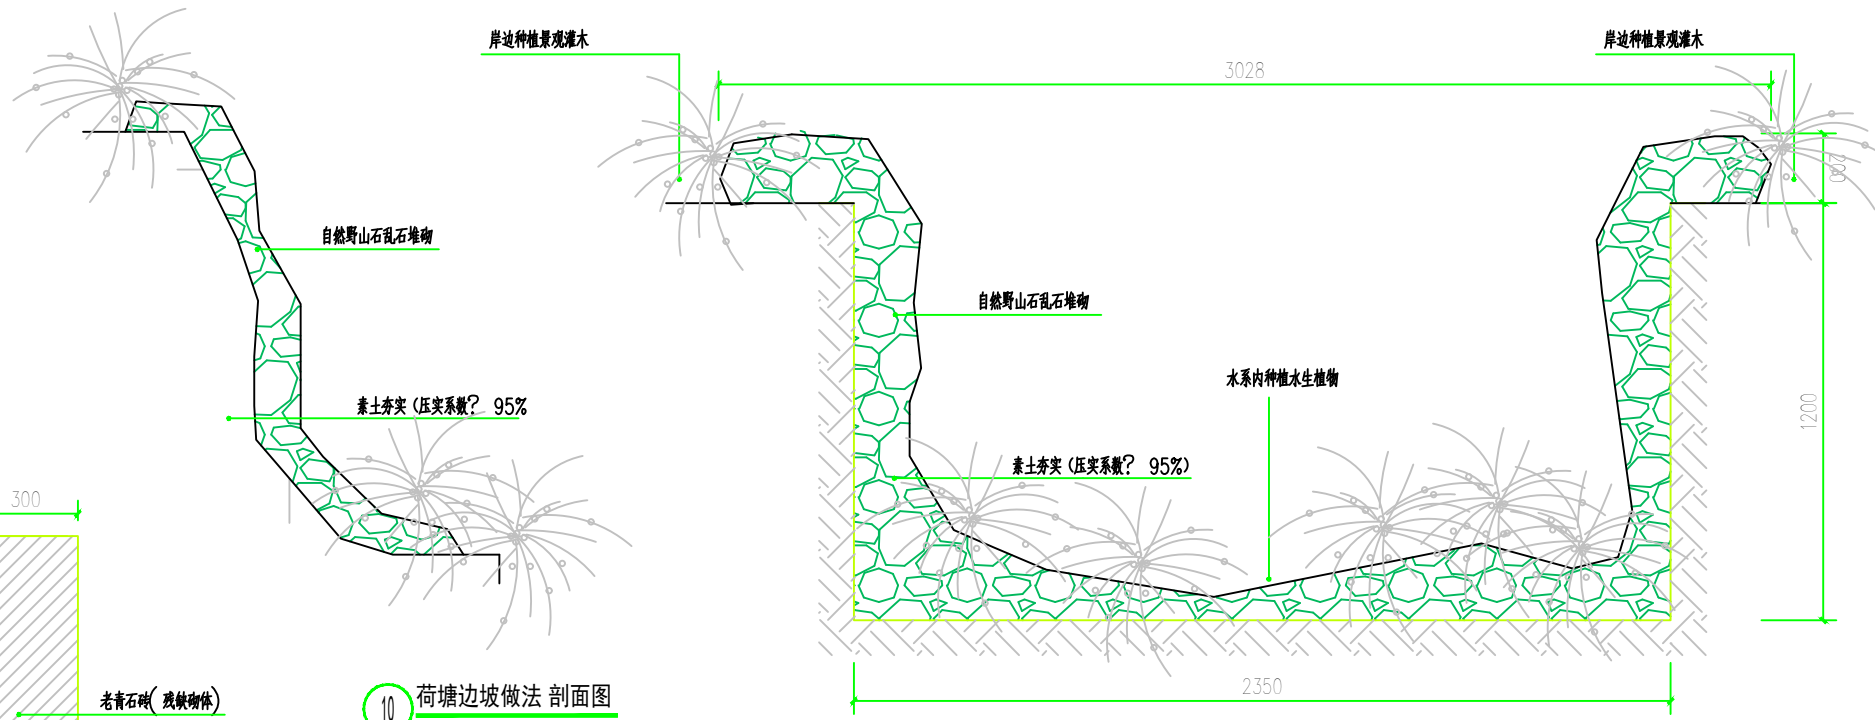 岸边种植景观灌木
岸边种植景观灌木
3028
200
自然野山石乱石堆砌
自然野山石乱石堆砌
水系内种植水生植物
素土夯实（压实系数? 95%
1200
素土夯实（压实系数? 95%）
300
2350
老青石砖( 残缺砌体)
10
荷塘边坡做法 剖面图